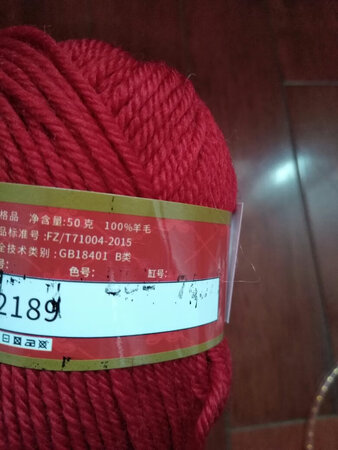 格品 净含量:50克 100%羊毛
品标准号:FZ/T71004-2015
全技术类别:GB18401 B类
号: 色号: 缸号:
2189